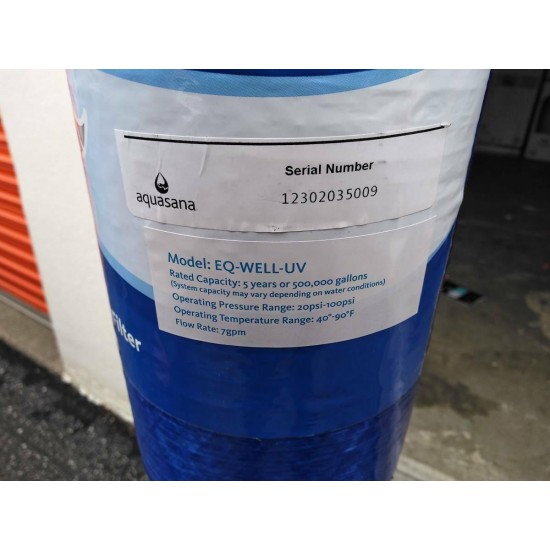 Serial Number
aquasana
12302035009
Model: EQ-WELL-UV
Rated Capacity: 5 years or 500,000 gallons
(System capacity may vary depending on water conditions)
Operating Pressure Range: 20psi-100psi
Operating Temperature Range: 40°-90°F
Flow Rate: 7gpm
Filter